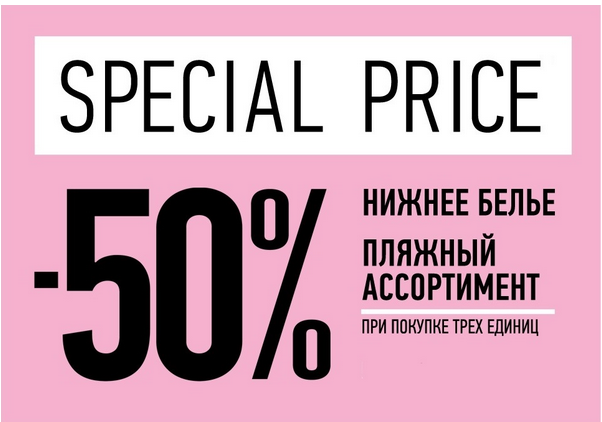 SPECIAL PRICE
-50%
НИЖНЕЕ БЕЛЬЕ
ПЛЯЖНЫЙ
АССОРТИМЕНТ
ПРИ ПОКУПКЕ ТРЕХ ЕДИНИЦ